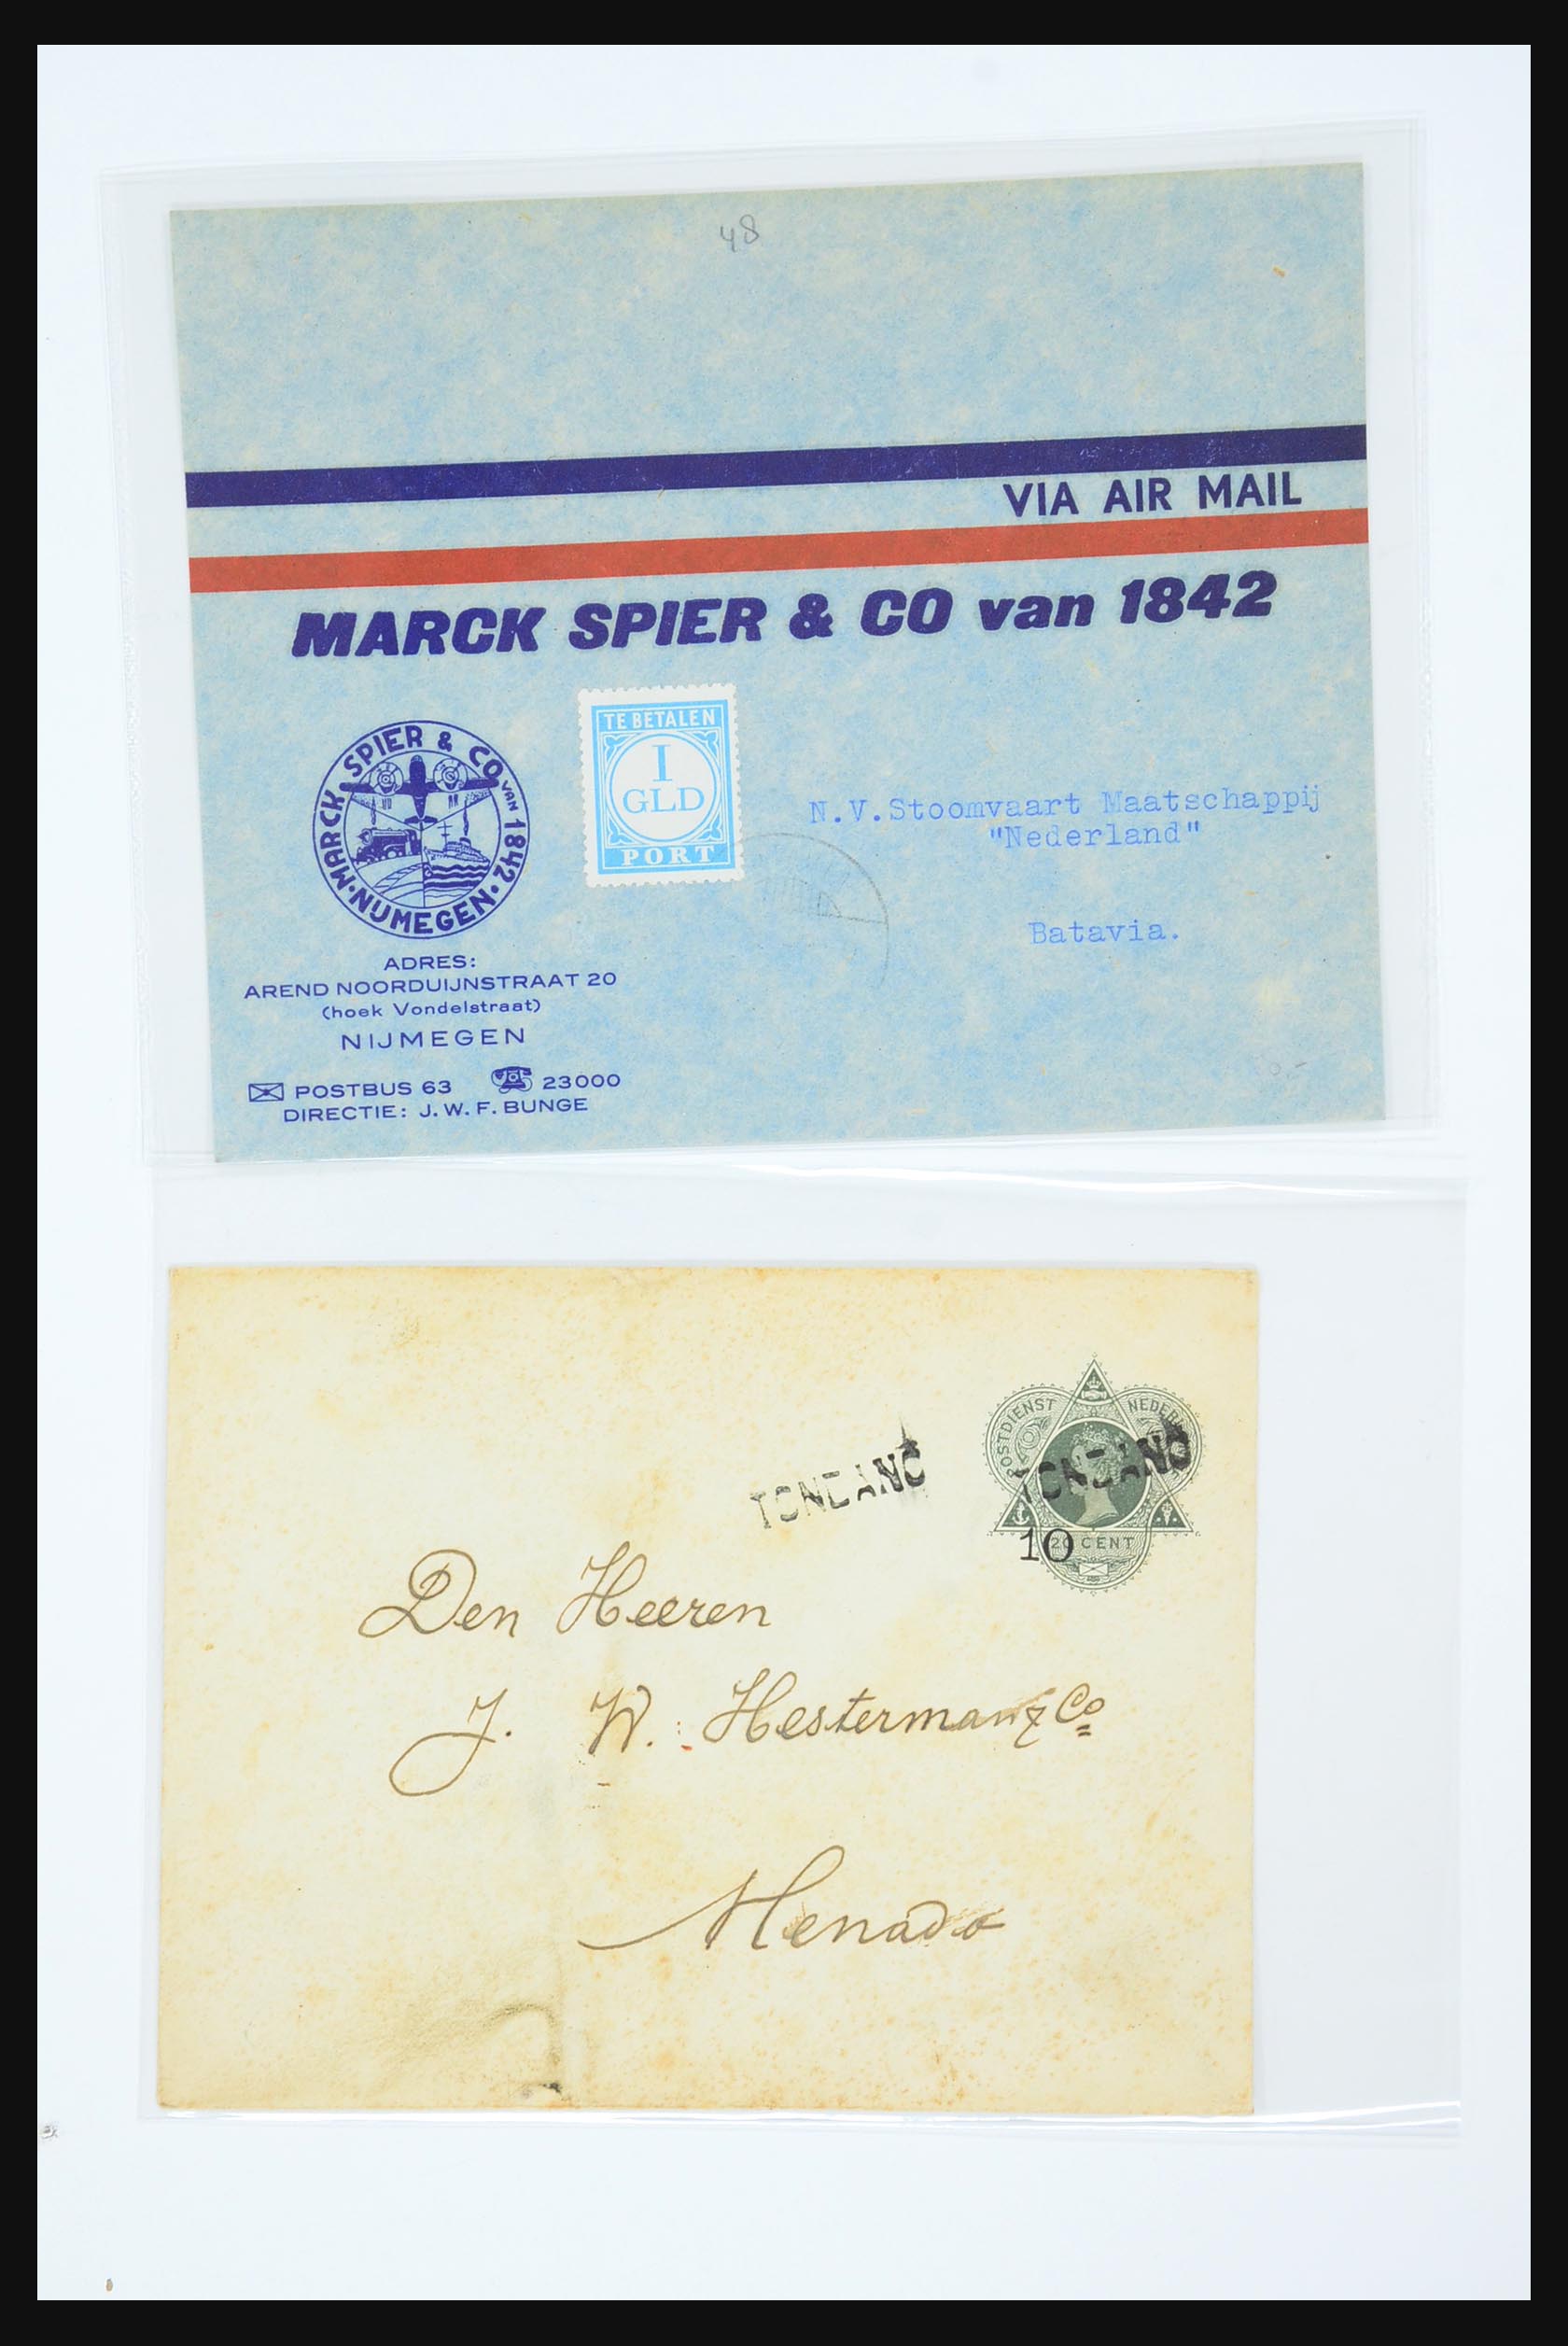 48
VIA AIR MAIL
MARCK SPIER & CO van 1842
TE BETALEN
1
GLD
PORT
MARCK SPIER & CO VAN 1842
·NIJMEGEN·
N.V.Stoomvaart Maatschappij
"Nederland"
Batavia.
ADRES:
AREND NOORDUIJNSTRAAT 20
(hoek Vondelstraat)
NIJMEGEN
POSTBUS 63 23000
DIRECTIE: J. W. F. BUNGE
POSTDIENST NEDER
TONDANO
TONDANO
10
20 CENT
Den Heeren
J. W. Hesterman & Co
Menado